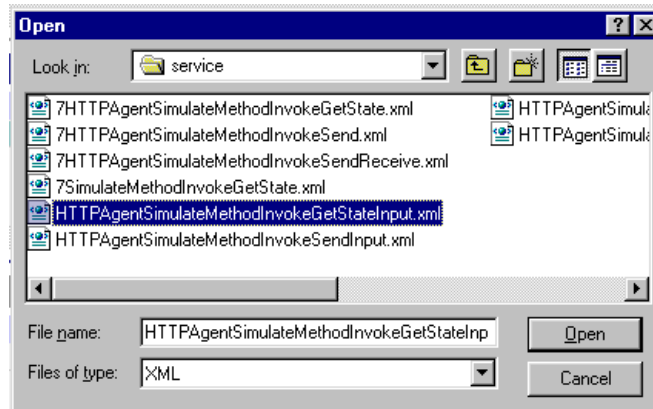 Open
Look in: service
7HTTPAgentSimulateMethodInvokeGetState.xml HTTPAgentSimula
7HTTPAgentSimulateMethodInvokeSend.xml HTTPAgentSimula
7HTTPAgentSimulateMethodInvokeSendReceive.xml
7SimulateMethodInvokeGetState.xml
HTTPAgentSimulateMethodInvokeGetStateInput.xml
HTTPAgentSimulateMethodInvokeSendInput.xml
File name: HTTPAgentSimulateMethodInvokeGetStateInp Open
Files of type: XML Cancel